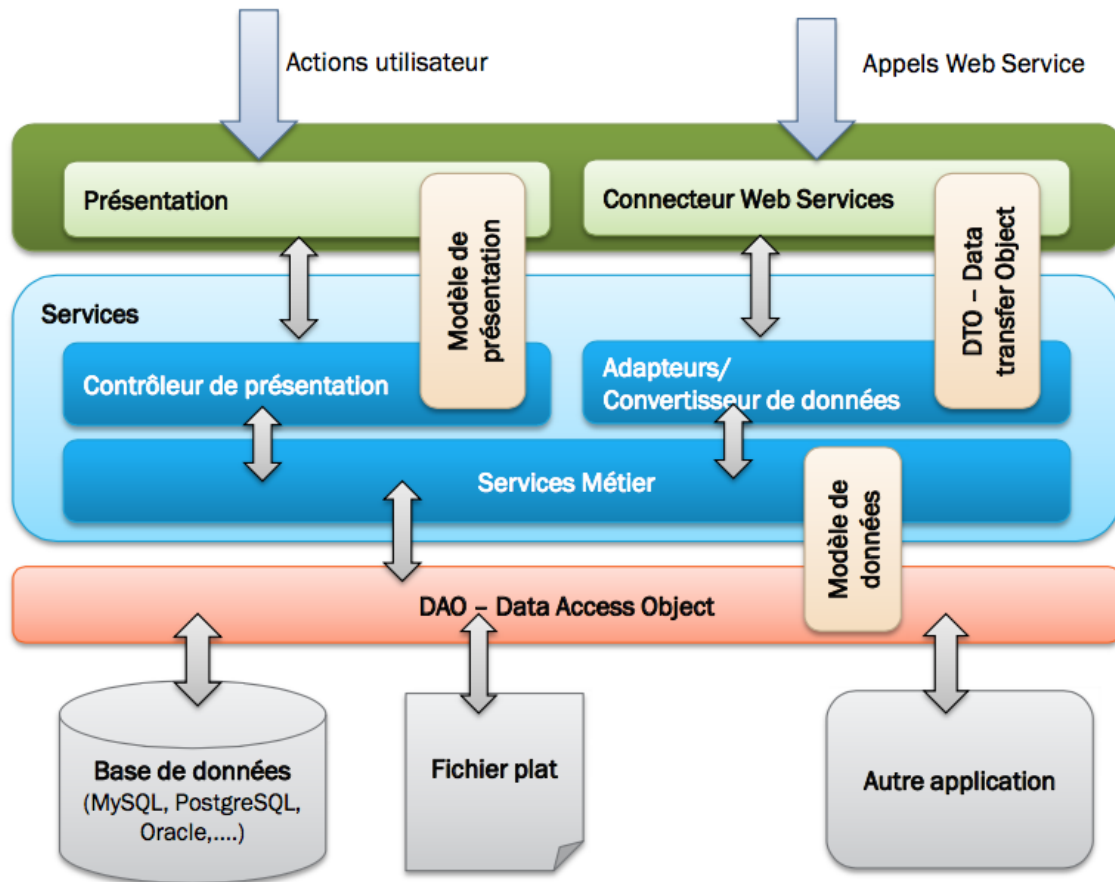 Actions utilisateur
Appels Web Service
Présentation
Modèle de
présentation
Connecteur Web Services
DTO – Data
transfer Object
Services
Contrôleur de présentation
Adapteurs/
Convertisseur de données
Services Métier
Modèle de
données
DAO – Data Access Object
Base de données
(MySQL, PostgreSQL,
Oracle,....)
Fichier plat
Autre application